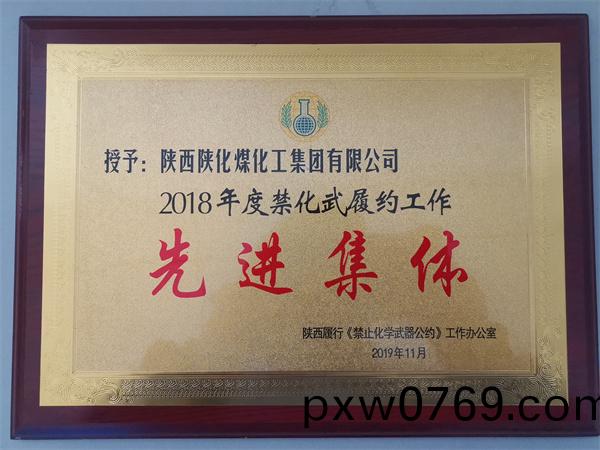 授予：陕西陕化煤化工集团有限公司
2018年度禁化武履约工作
先进集体
陕西履行《禁止化学武器公约》工作办公室
2019年11月
pxw0769.com